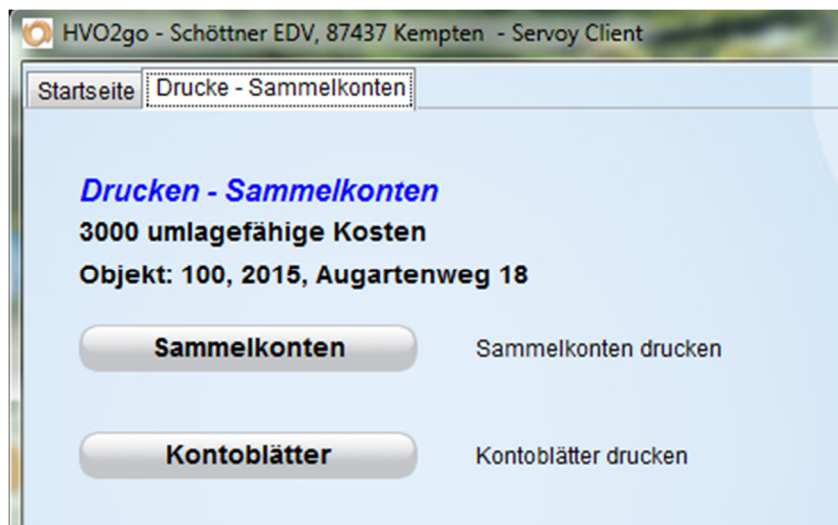 HVO2go - Schöttner EDV, 87437 Kempten - Servoy Client
Startseite Drucke - Sammelkonten
Drucken - Sammelkonten
3000 umlagefähige Kosten
Objekt: 100, 2015, Augartenweg 18
Sammelkonten Sammelkonten drucken
Kontoblätter Kontoblätter drucken